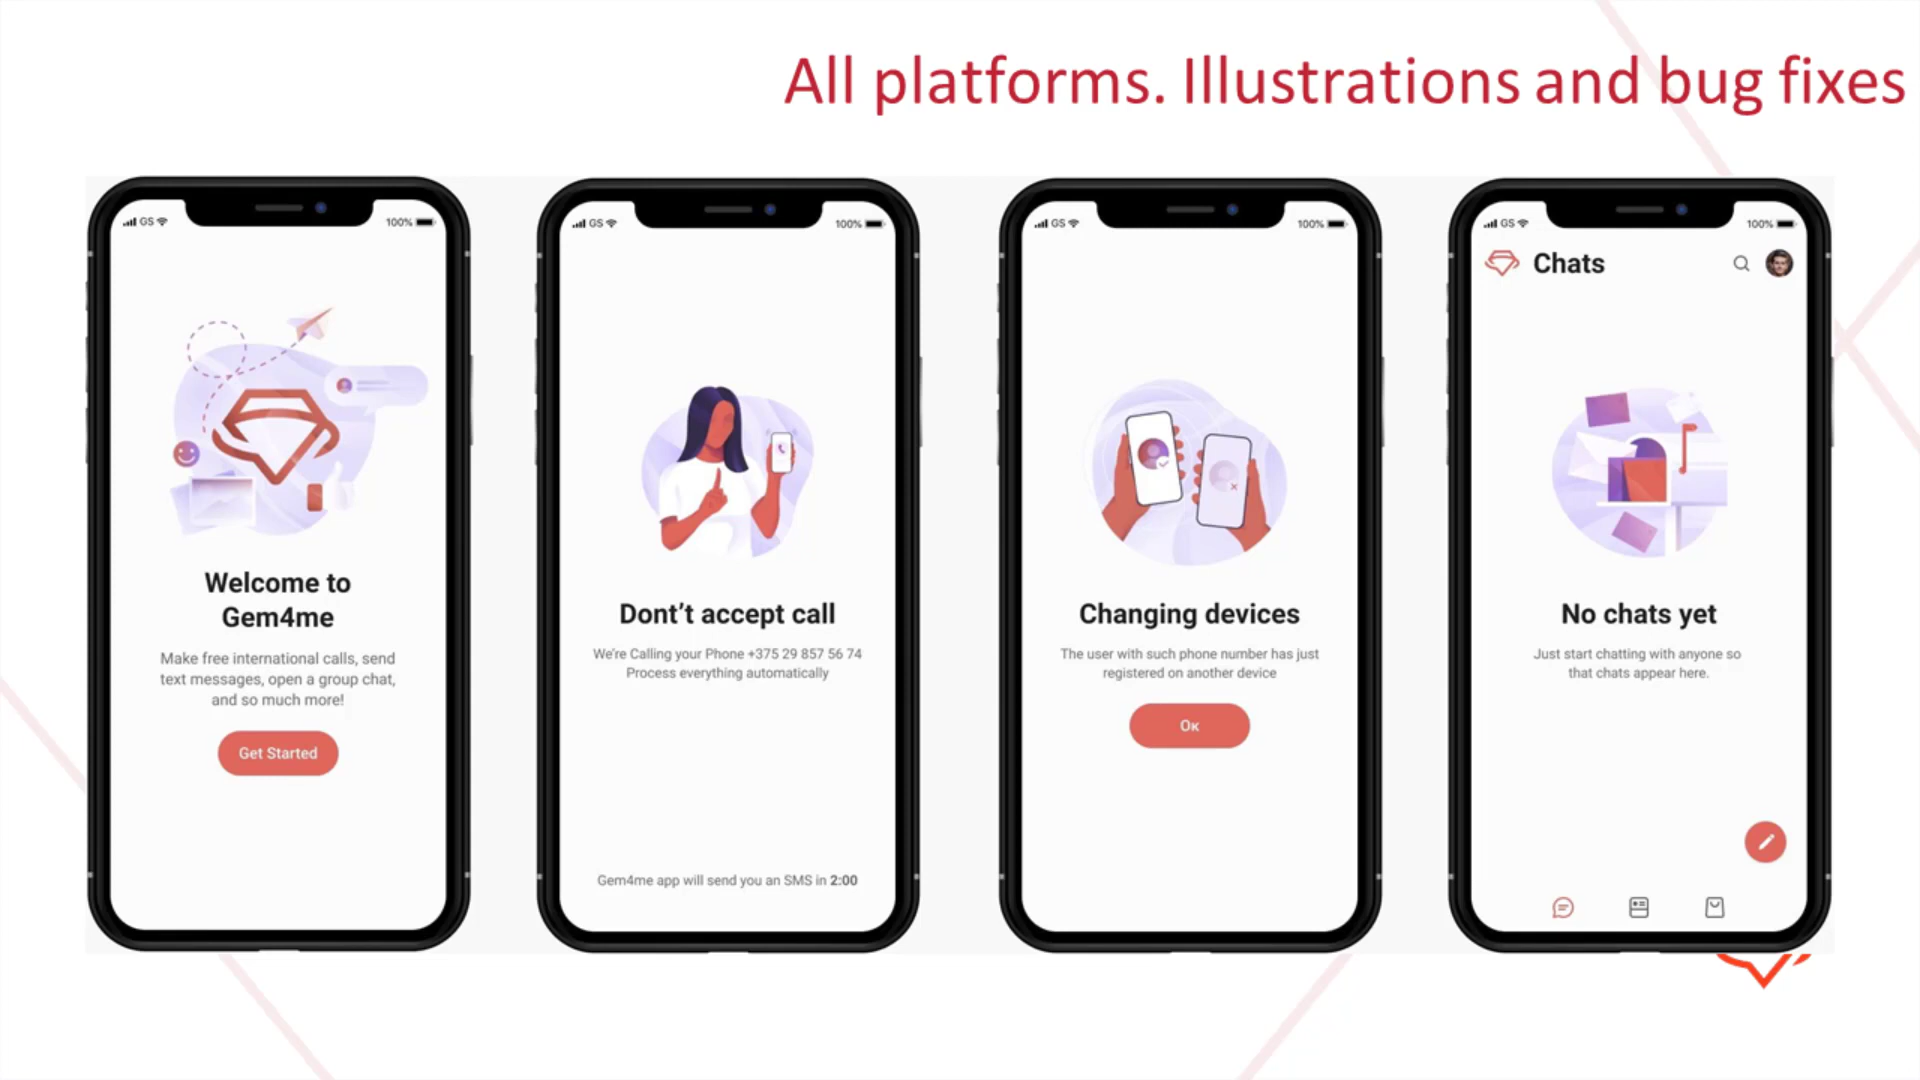 All platforms. Illustrations and bug fixes
GS
100%
Welcome to
Gem4me
Make free international calls, send
text messages, open a group chat,
and so much more!
Get Started
GS
100%
Dont’t accept call
We’re Calling your Phone +375 29 857 56 74
Process everything automatically
Gem4me app will send you an SMS in 2:00
GS
100%
Changing devices
The user with such phone number has just
registered on another device
Ок
GS
100%
Chats
No chats yet
Just start chatting with anyone so
that chats appear here.